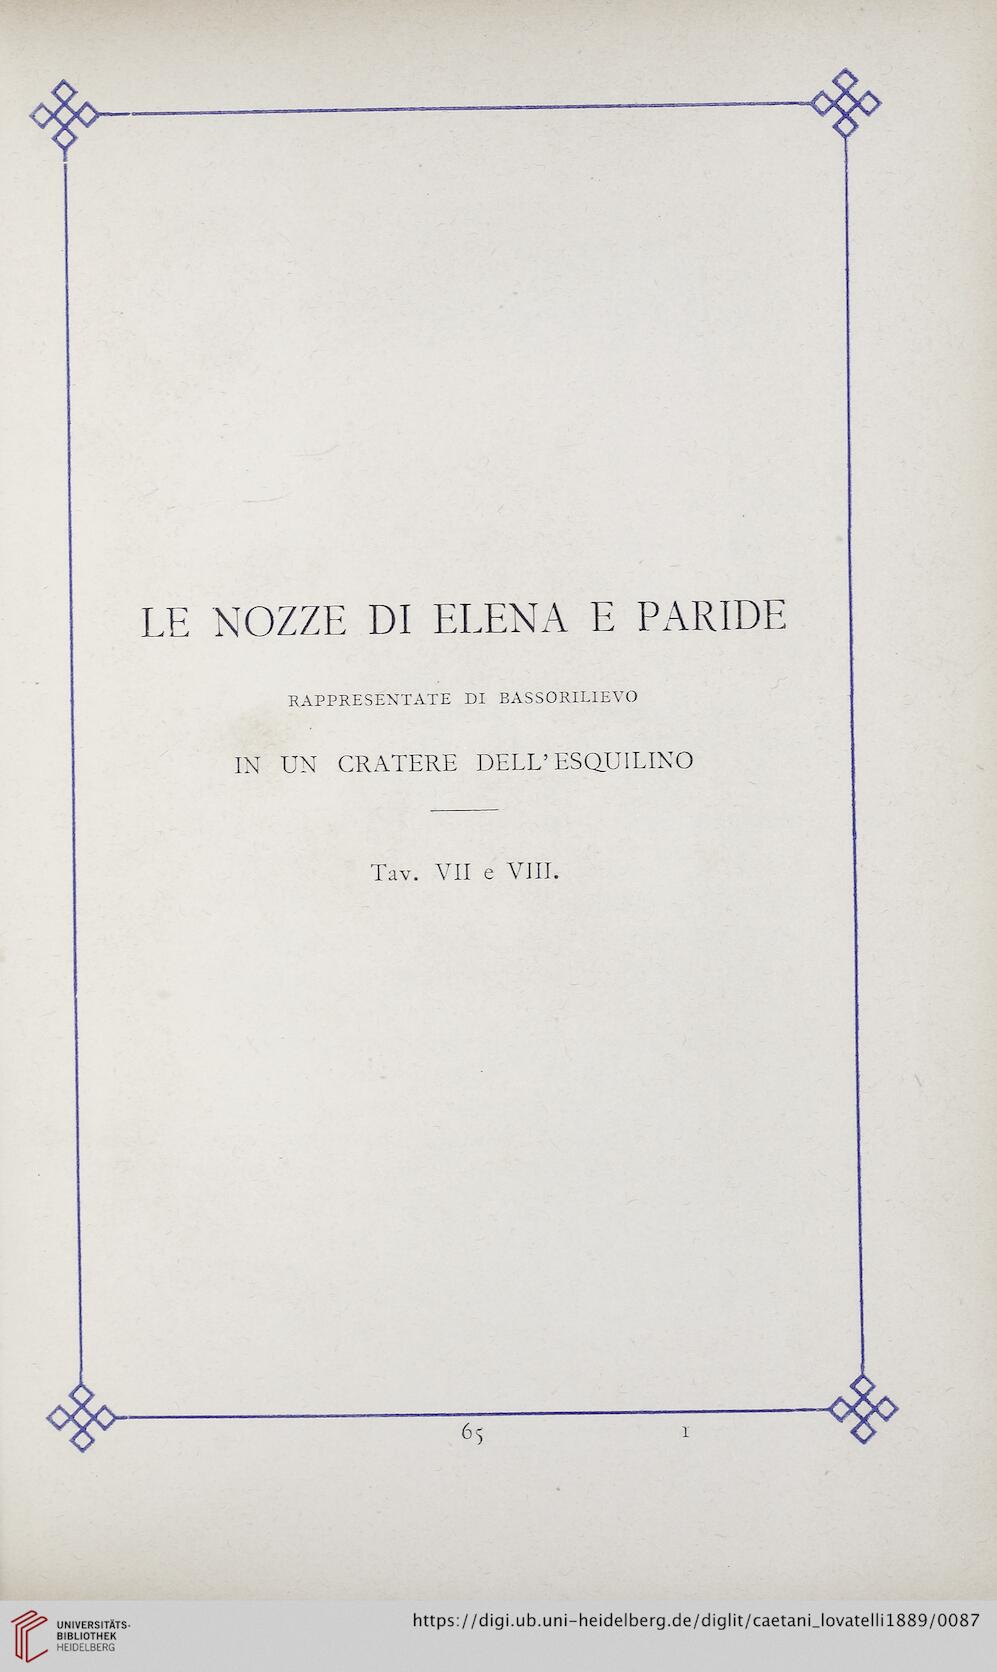 LE NOZZE DI ELENA E PARIDE
RAPPRESENTATE DI BASSORILIEVO
IN UN CRATERE DELL'ESQUILINO
Tav. VII e VIII.
65 1
UNIVERSITÄTS-
BIBLIOTHEK
HEIDELBERG
https://digi.ub.uni-heidelberg.de/diglit/caetani_lovatelli1889/0087